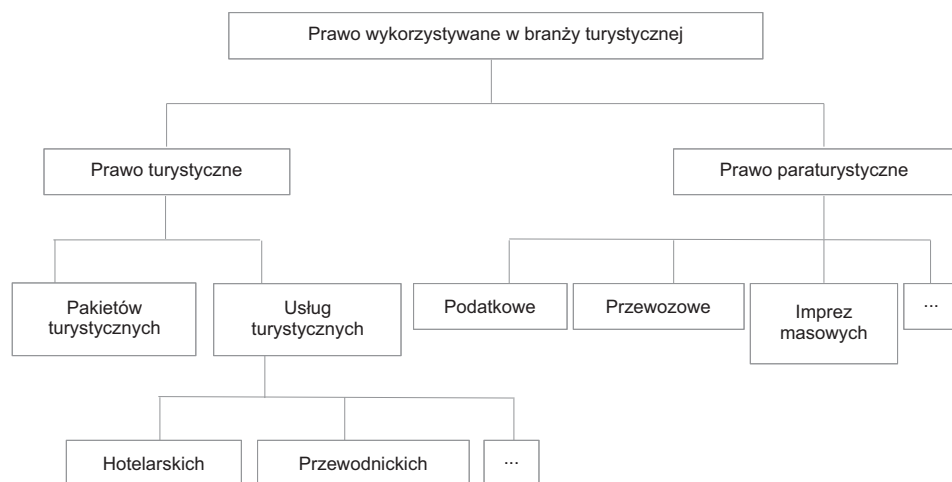 Prawo wykorzystywane w branży turystycznej
Prawo turystyczne
Prawo paraturystyczne
Pakietów
turystycznych
Usług
turystycznych
Podatkowe
Przewozowe
Imprez
masowych
...
Hotelarskich
Przewodnickich
...